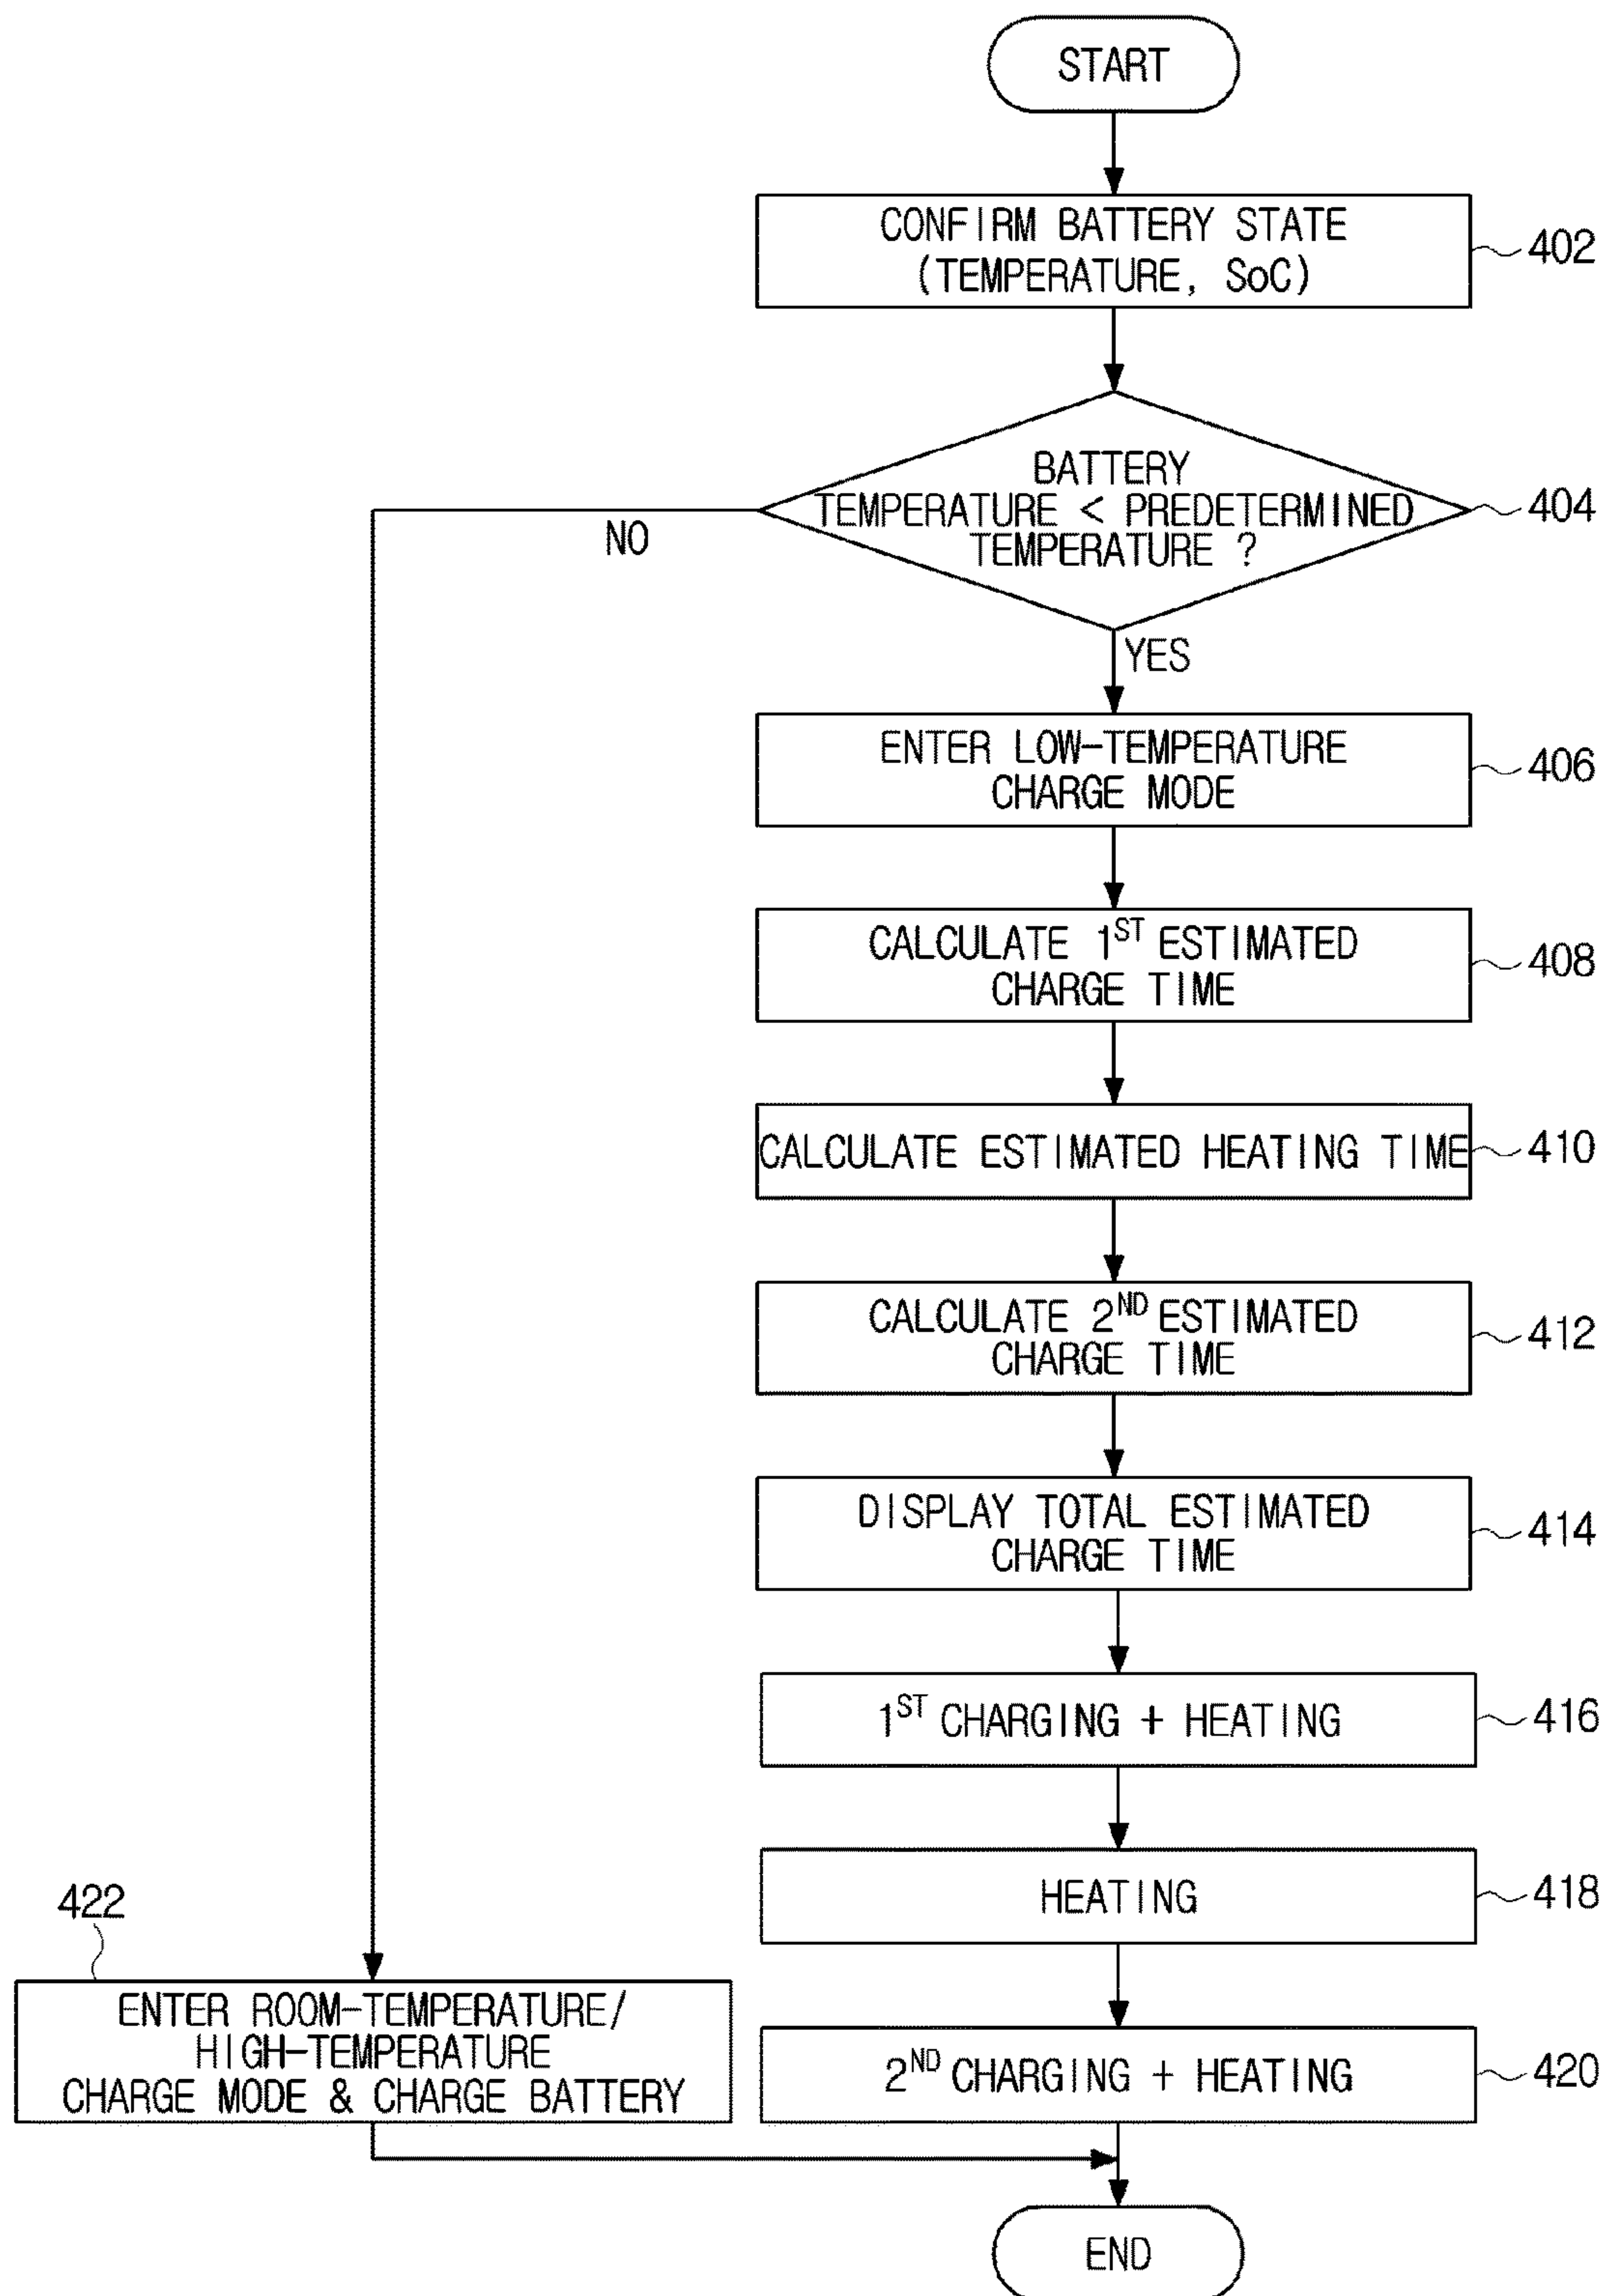 START
CONFIRM BATTERY STATE
(TEMPERATURE, SoC)
402
BATTERY
TEMPERATURE < PREDETERMINED
TEMPERATURE ?
404
NO
YES
ENTER LOW-TEMPERATURE
CHARGE MODE
406
CALCULATE 1ST ESTIMATED
CHARGE TIME
408
CALCULATE ESTIMATED HEATING TIME
410
CALCULATE 2ND ESTIMATED
CHARGE TIME
412
DISPLAY TOTAL ESTIMATED
CHARGE TIME
414
1ST CHARGING + HEATING
416
HEATING
418
422
ENTER ROOM-TEMPERATURE/
HIGH-TEMPERATURE
CHARGE MODE & CHARGE BATTERY
2ND CHARGING + HEATING
420
END